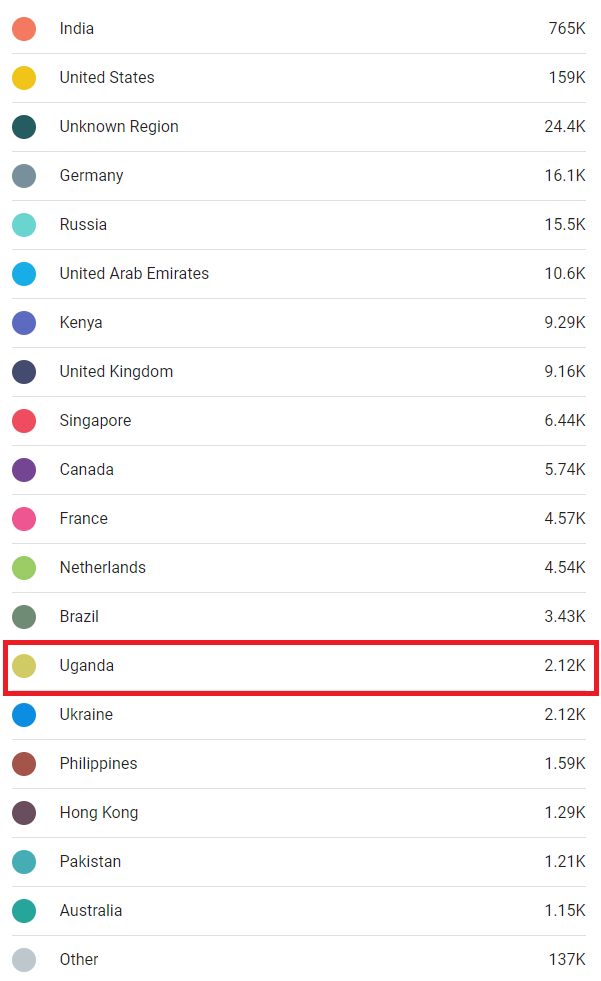 India 765K
United States 159K
Unknown Region 24.4K
Germany 16.1K
Russia 15.5K
United Arab Emirates 10.6K
Kenya 9.29K
United Kingdom 9.16K
Singapore 6.44K
Canada 5.74K
France 4.57K
Netherlands 4.54K
Brazil 3.43K
Uganda 2.12K
Ukraine 2.12K
Philippines 1.59K
Hong Kong 1.29K
Pakistan 1.21K
Australia 1.15K
Other 137K